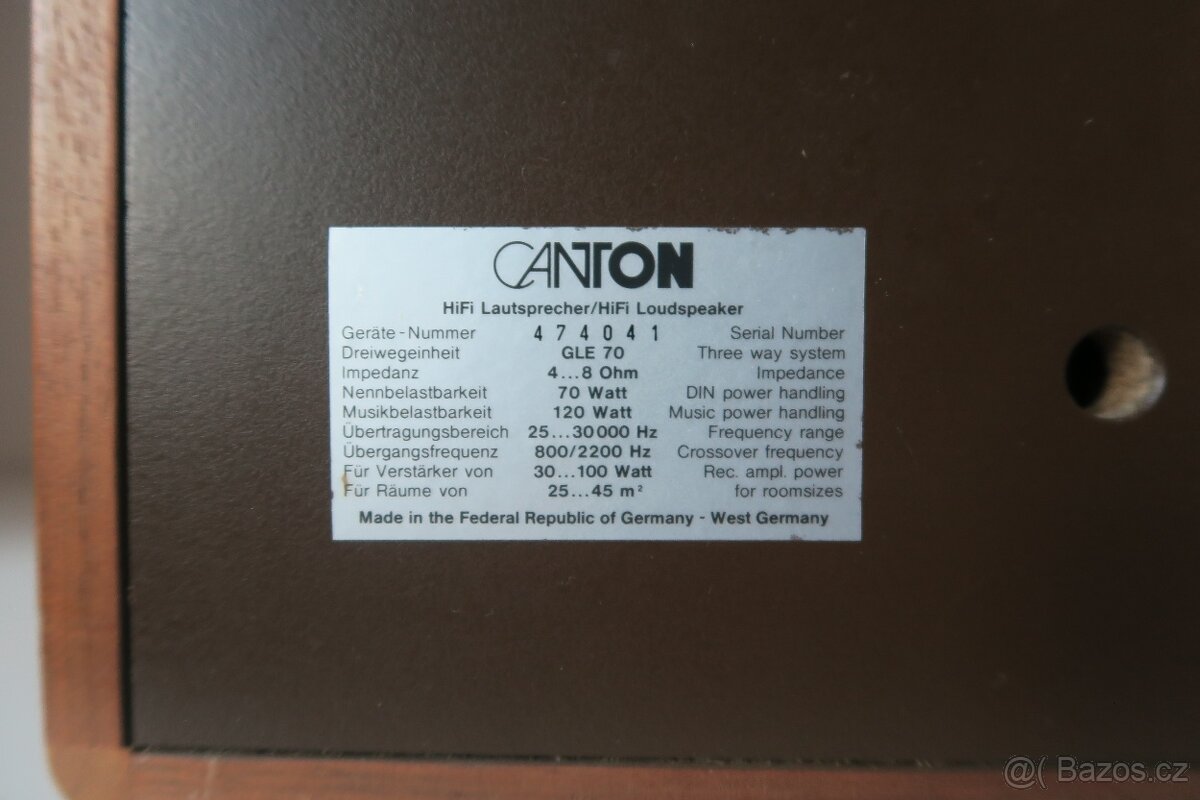 CANTON
HiFi Lautsprecher/HiFi Loudspeaker
Geräte-Nummer 474041 Serial Number
Dreiwegeinheit GLE 70 Three way system
Impedanz 4...8 Ohm Impedance
Nennbelastbarkeit 70 Watt DIN power handling
Musikbelastbarkeit 120 Watt Music power handling
Übertragungsbereich 25...30000 Hz Frequency range
Übergangsfrequenz 800/2200 Hz Crossover frequency
Für Verstärker von 30...100 Watt Rec. ampl. power
Für Räume von 25...45 m² for roomsizes
Made in the Federal Republic of Germany - West Germany
@( Bazos.cz